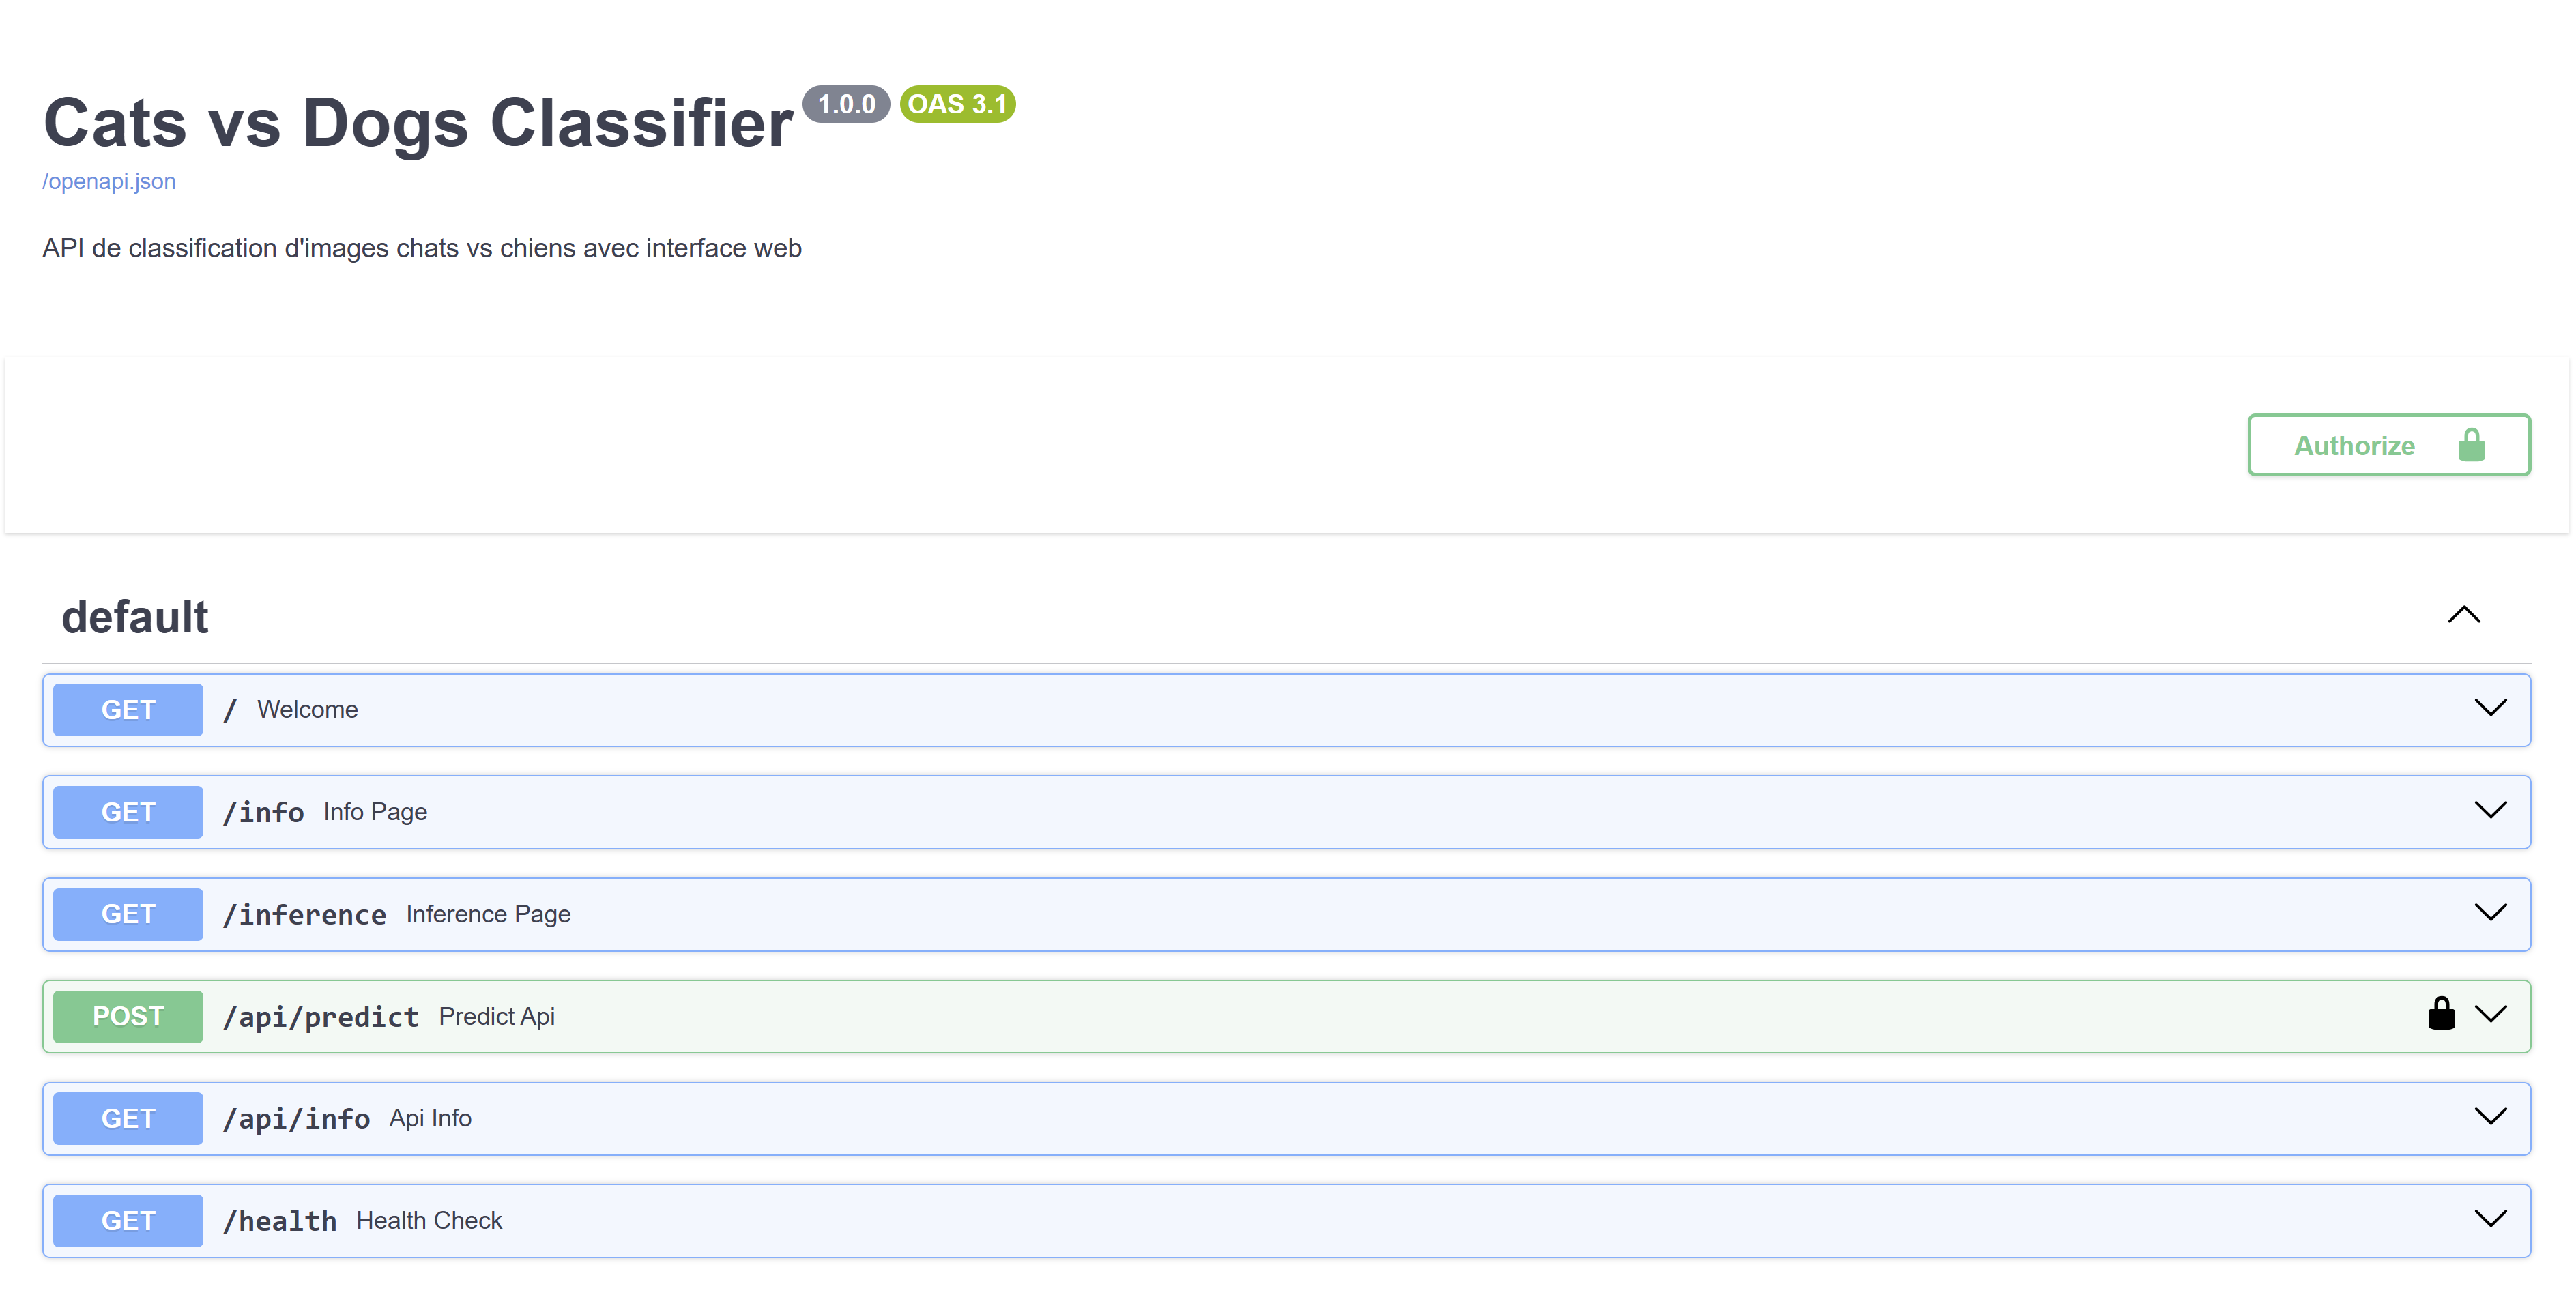 Cats vs Dogs Classifier 1.0.0 OAS 3.1
/openapi.json
API de classification d'images chats vs chiens avec interface web
Authorize
default
GET / Welcome
GET /info Info Page
GET /inference Inference Page
POST /api/predict Predict Api
GET /api/info Api Info
GET /health Health Check